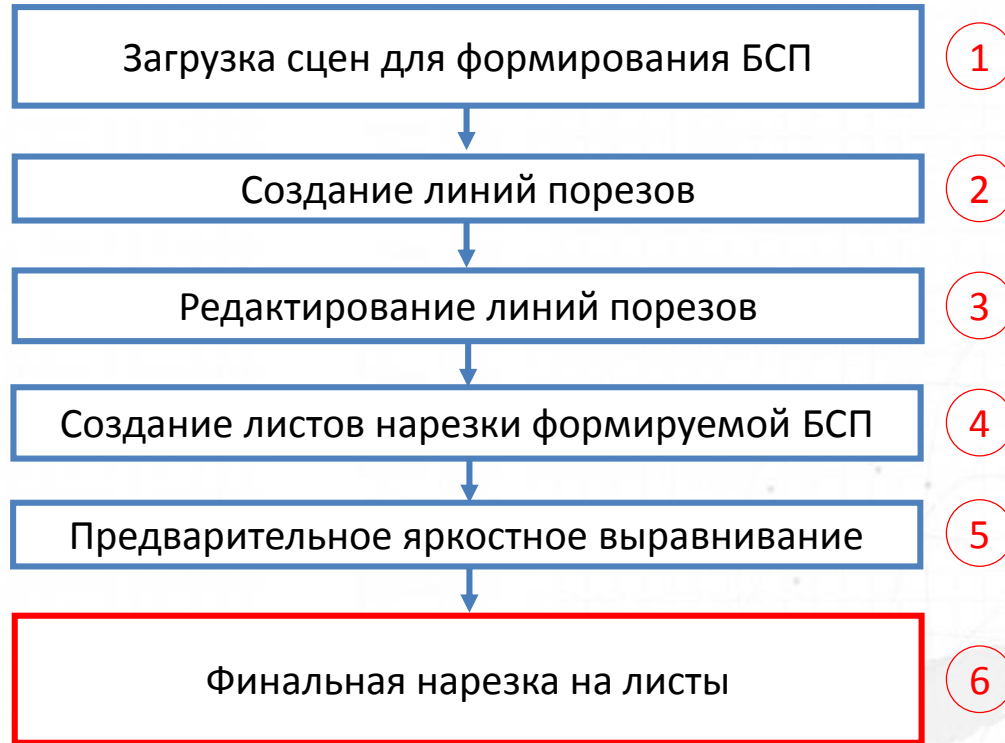 Загрузка сцен для формирования БСП
1
Создание линий порезов
2
Редактирование линий порезов
3
Создание листов нарезки формируемой БСП
4
Предварительное яркостное выравнивание
5
Финальная нарезка на листы
6